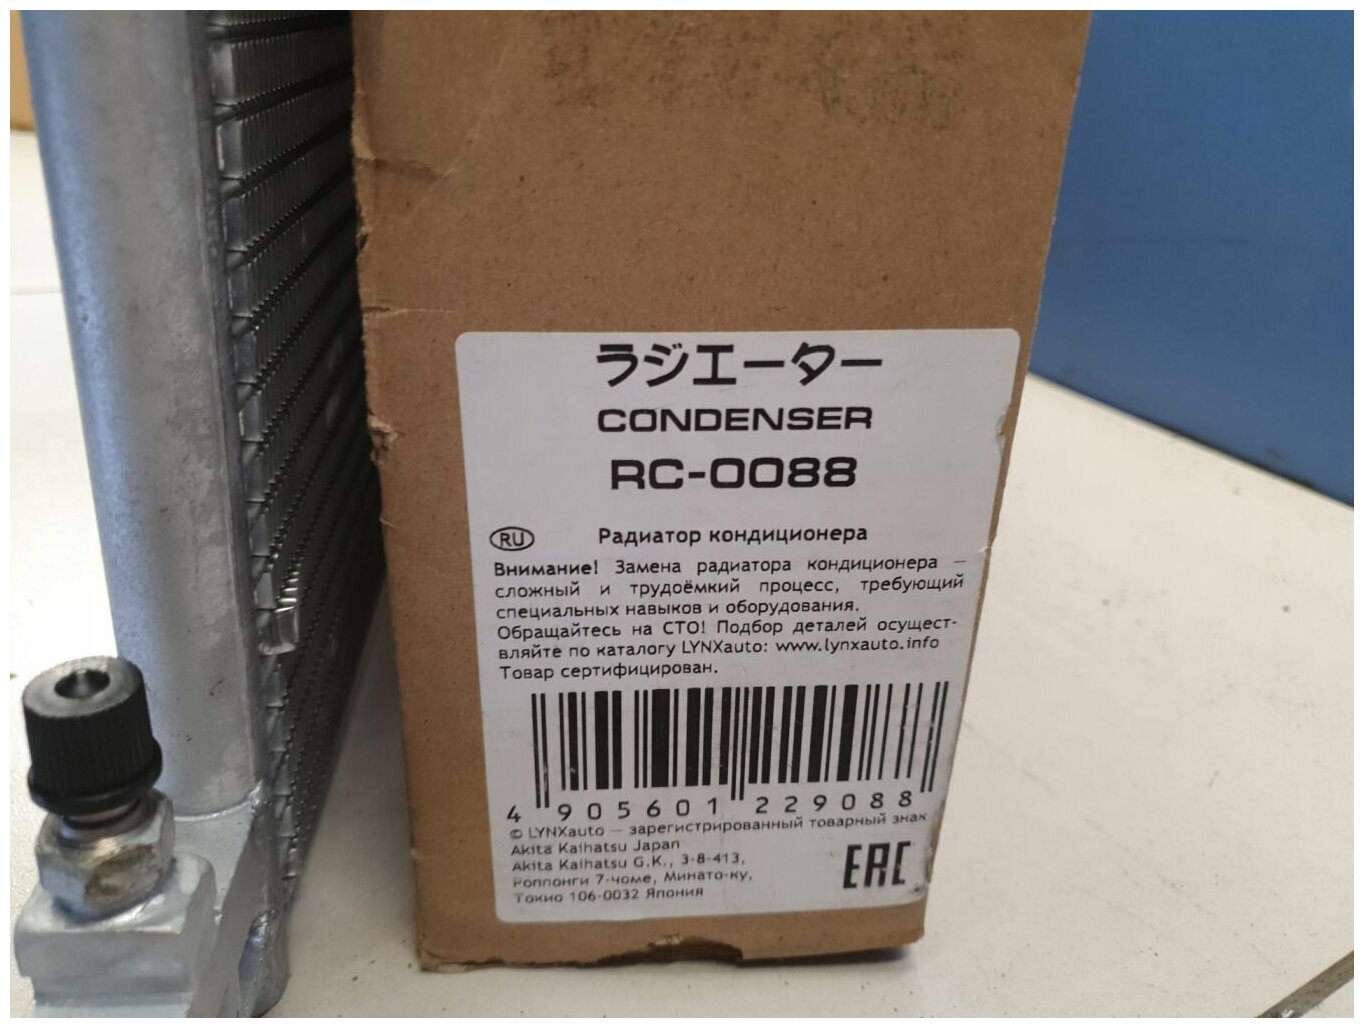 ラジエーター
CONDENSER
RC-0088
RU Радиатор кондиционера
Внимание! Замена радиатора кондиционера —
сложный и трудоёмкий процесс, требующий
специальных навыков и оборудования.
Обращайтесь на СТО! Подбор деталей осущест-
вляйте по каталогу LYNXauto: www.lynxauto.info
Товар сертифицирован.
4 905601 229088
© LYNXauto — зарегистрированный товарный знак
Akita Kaihatsu Japan
Akita Kaihatsu G.K., 3-8-413,
Роппонги 7-чоме, Минато-ку,
Токио 106-0032 Япония
EAC